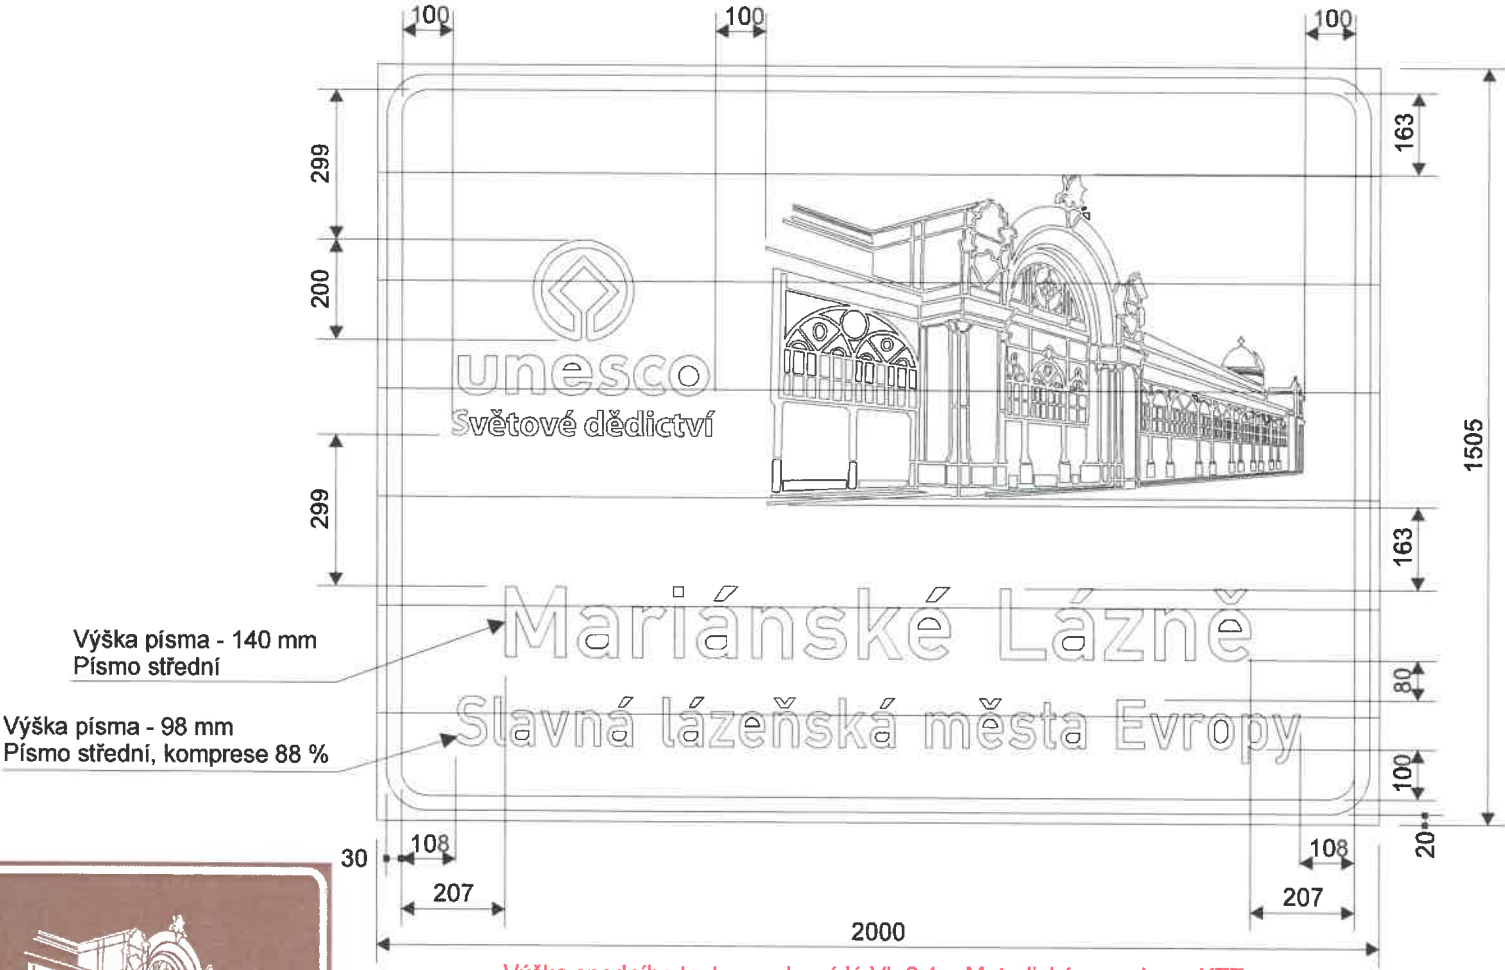 100
100
100
299
163
200
unesco
Světové dědictví
299
1505
163
Mariánské Lázně
Výška písma - 140 mm
Písmo střední
80
Slavná lázeňská města Evropy
Výška písma - 98 mm
Písmo střední, komprese 88 %
100
20
30
108
108
207
207
2000